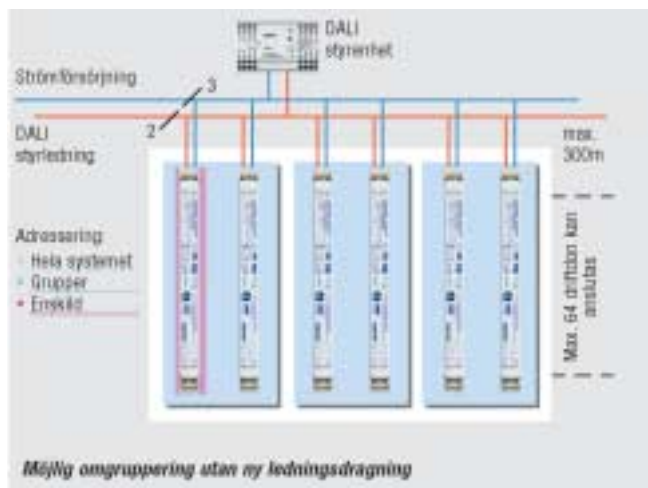 DALI
styrenhet
Strömförsörjning
3
2
DALI
styrledning
max.
300m
Adressering
Hela systemet
Grupper
Enskild
Max. 64 driftdon kan
anslutas
Möjlig omgruppering utan ny ledningsdragning